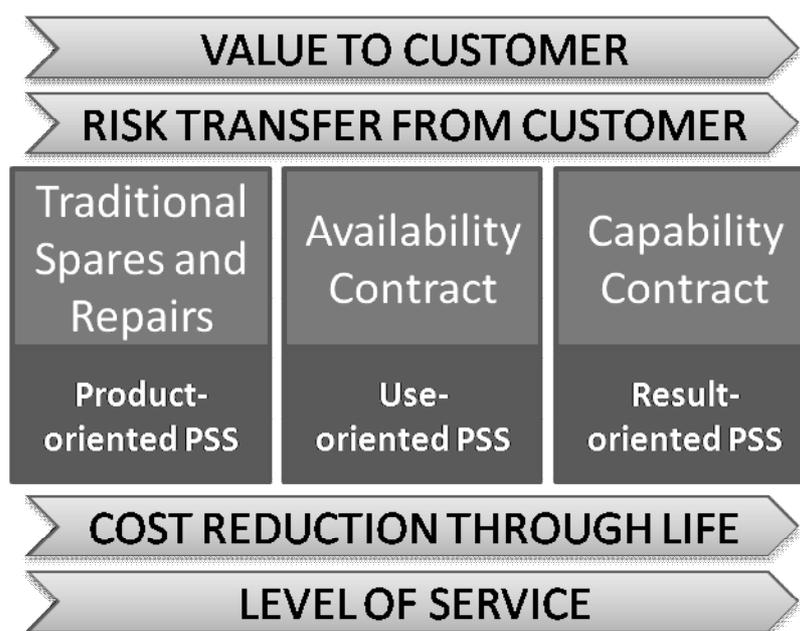 VALUE TO CUSTOMER
RISK TRANSFER FROM CUSTOMER
Traditional
Spares and
Repairs
Product-
oriented PSS
Availability
Contract
Use-
oriented PSS
Capability
Contract
Result-
oriented PSS
COST REDUCTION THROUGH LIFE
LEVEL OF SERVICE